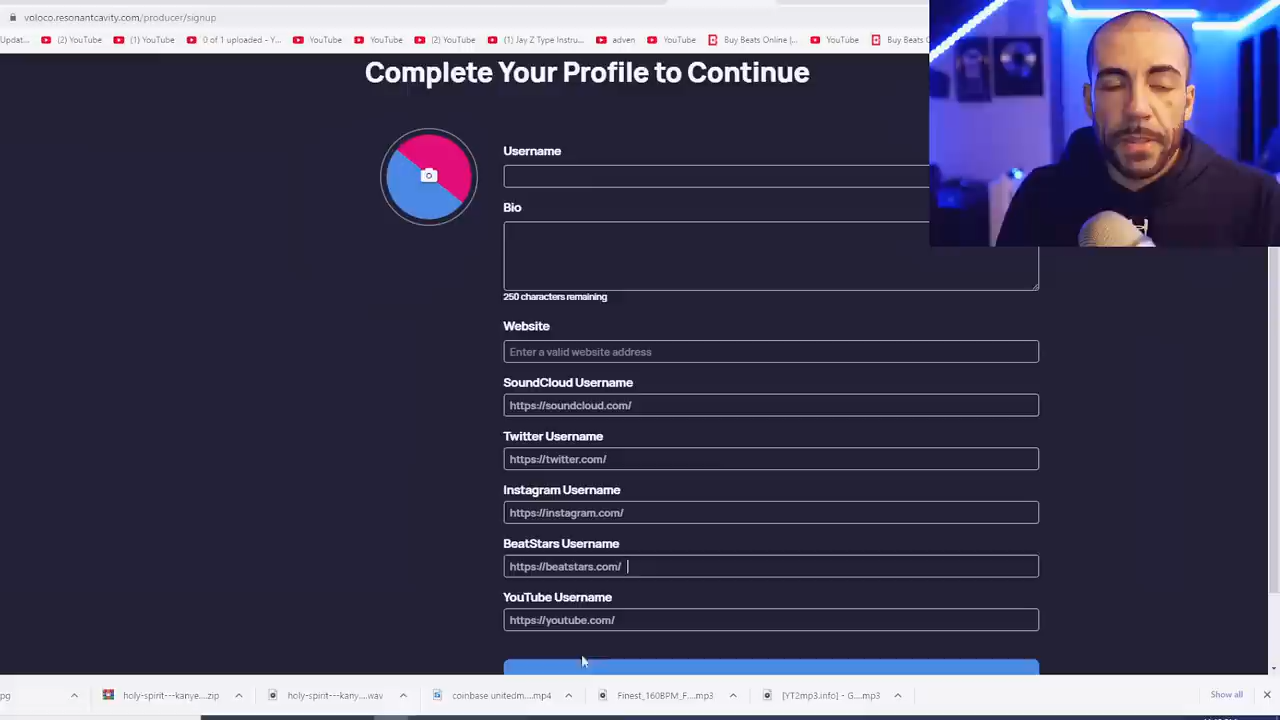 voloco.resonantcavity.com/producer/signup
Updat... (2) YouTube (1) YouTube 0 of 1 uploaded - Y... YouTube YouTube (2) YouTube (1) Jay Z Type Instru... adven YouTube Buy Beats Online |... YouTube Buy Beats
Complete Your Profile to Continue
Username
Bio
250 characters remaining
Website
Enter a valid website address
SoundCloud Username
https://soundcloud.com/
Twitter Username
https://twitter.com/
Instagram Username
https://instagram.com/
BeatStars Username
https://beatstars.com/
YouTube Username
https://youtube.com/
pg holy-spirit---kanye....zip holy-spirit---kany....wav coinbase unitedm....mp4 Finest_160BPM_F....mp3 [YT2mp3.info] - G....mp3 Show all